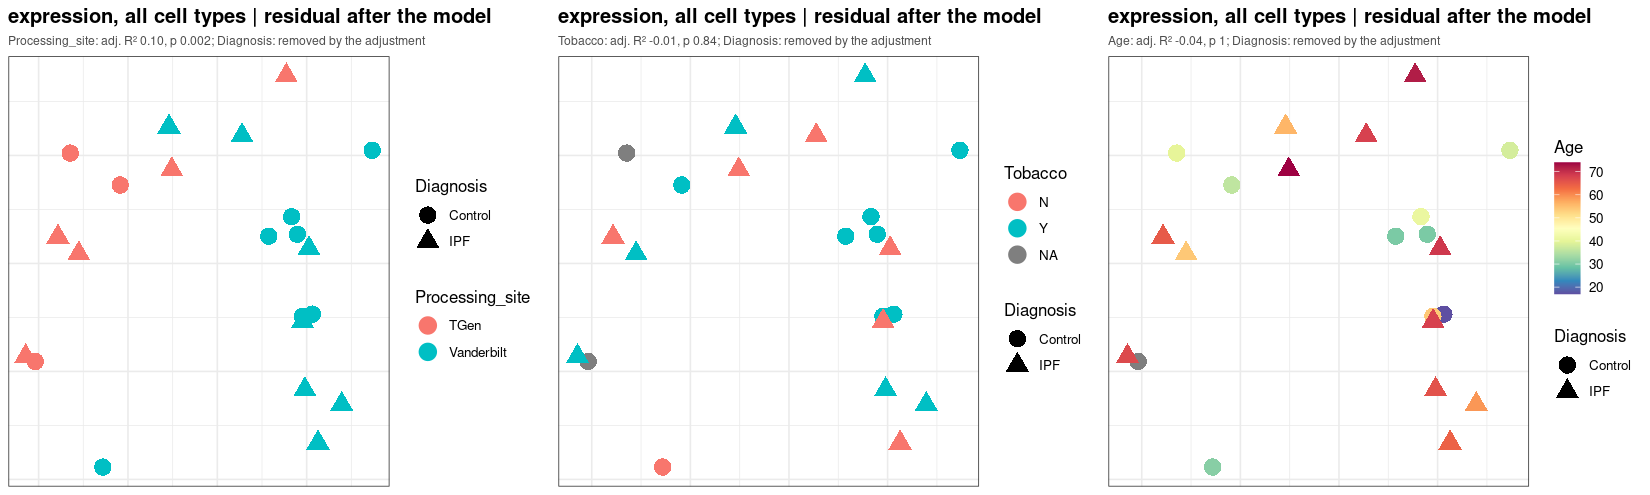 expression, all cell types | residual after the model
Processing_site: adj. R² 0.10, p 0.002; Diagnosis: removed by the adjustment
Diagnosis
Control
IPF
Processing_site
TGen
Vanderbilt
expression, all cell types | residual after the model
Tobacco: adj. R² -0.01, p 0.84; Diagnosis: removed by the adjustment
Tobacco
N
Y
NA
Diagnosis
Control
IPF
expression, all cell types | residual after the model
Age: adj. R² -0.04, p 1; Diagnosis: removed by the adjustment
Age
70
60
50
40
30
20
Diagnosis
Control
IPF